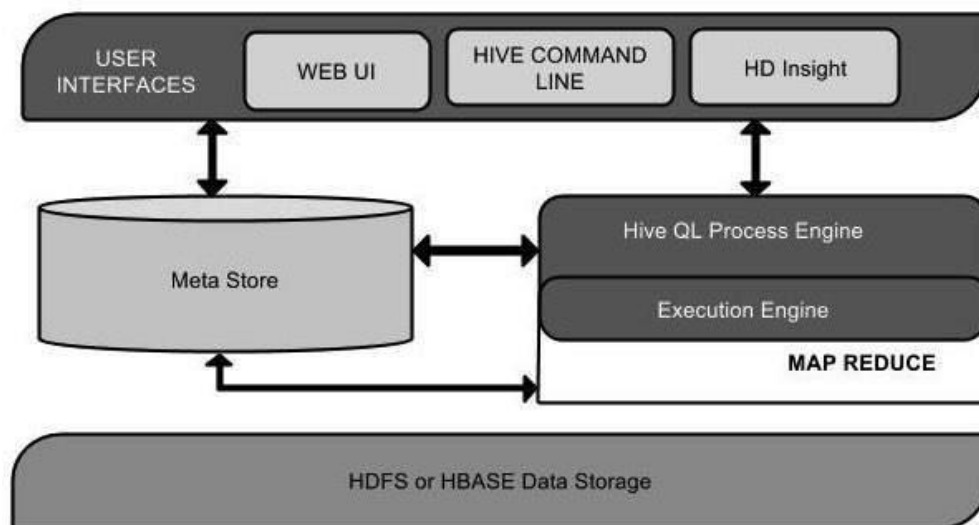 USER
INTERFACES
WEB UI
HIVE COMMAND
LINE
HD Insight
Meta Store
Hive QL Process Engine
Execution Engine
MAP REDUCE
HDFS or HBASE Data Storage